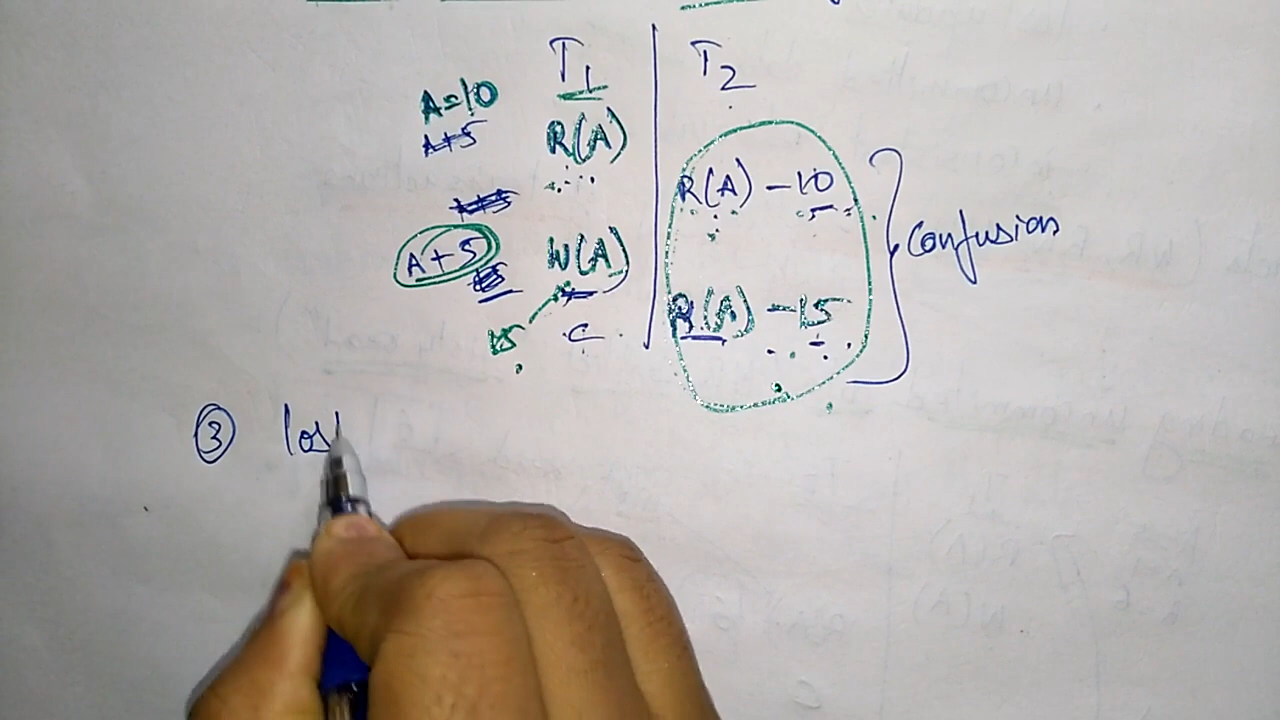 T1 T2
A=10
A+5 R(A)
R(A) - 10
A+5 W(A) Confusion
R(A) - 15
15 C
③ lost